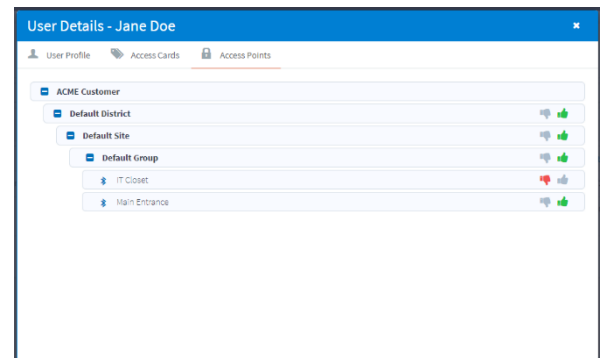 User Details - Jane Doe
User Profile Access Cards Access Points
ACME Customer
Default District
Default Site
Default Group
IT Closet
Main Entrance